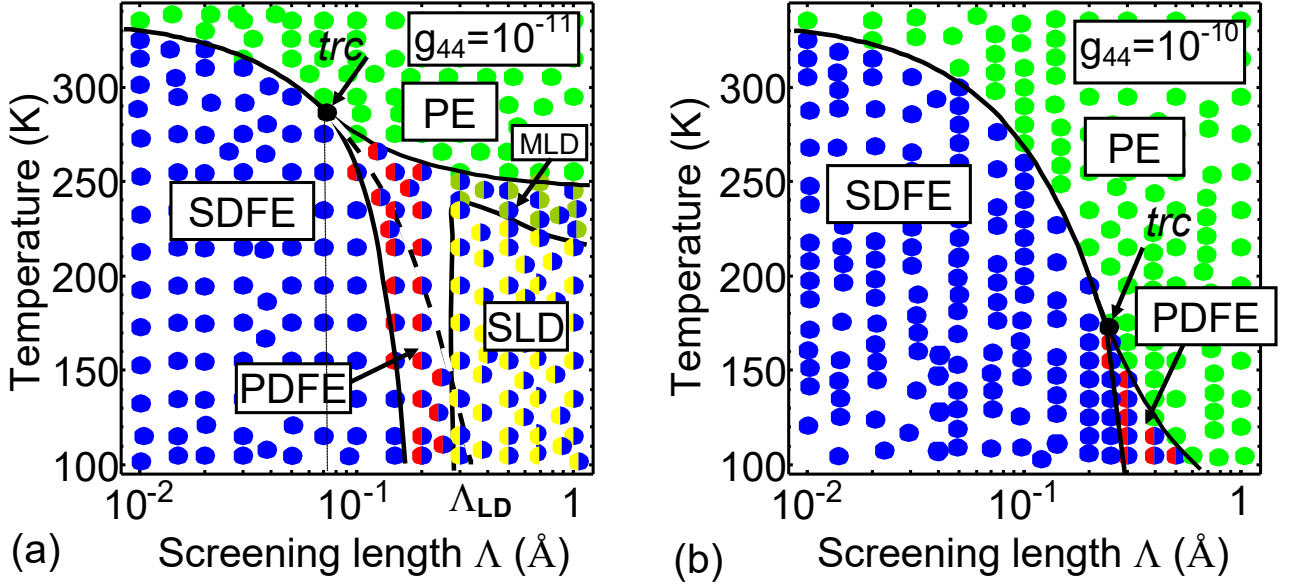 trc
g₄₄=10⁻¹¹
PE
MLD
SDFE
SLD
PDFE
300
250
200
150
100
Temperature (K)
10⁻²
10⁻¹
Λ_LD
1
(a)
Screening length Λ (Å)
g₄₄=10⁻¹⁰
PE
SDFE
trc
PDFE
300
250
200
150
100
Temperature (K)
10⁻²
10⁻¹
1
(b)
Screening length Λ (Å)